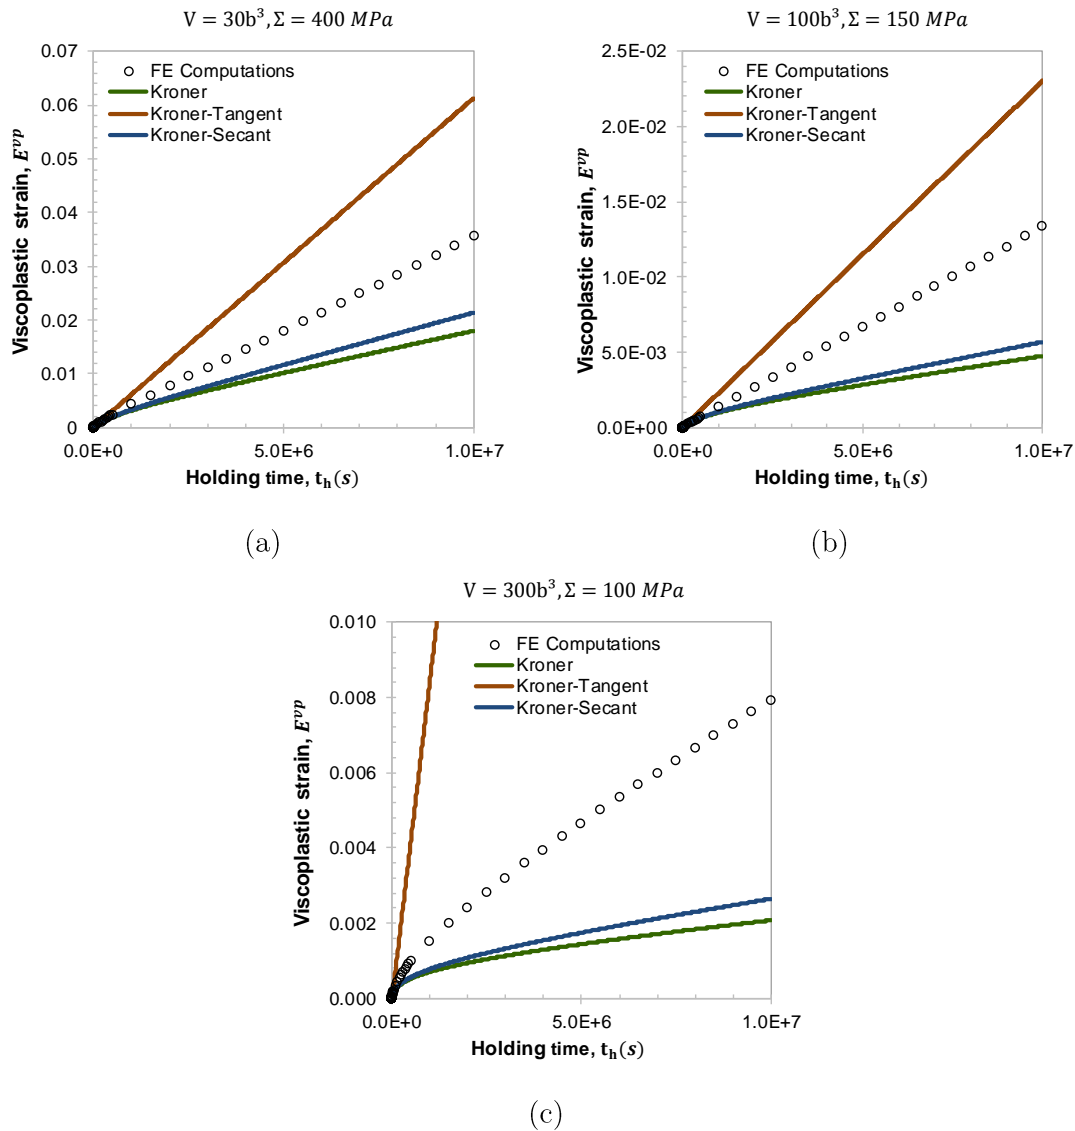 V = 30b³, Σ = 400 MPa
0.07
0.06
0.05
0.04
0.03
0.02
0.01
0
FE Computations
Kroner
Kroner-Tangent
Kroner-Secant
Viscoplastic strain, Eᵛᵖ
0.0E+0
5.0E+6
1.0E+7
Holding time, tₕ(s)
(a)
V = 100b³, Σ = 150 MPa
2.5E-02
2.0E-02
1.5E-02
1.0E-02
5.0E-03
0.0E+00
FE Computations
Kroner
Kroner-Tangent
Kroner-Secant
Viscoplastic strain, Eᵛᵖ
0.0E+0
5.0E+6
1.0E+7
Holding time, tₕ(s)
(b)
V = 300b³, Σ = 100 MPa
0.010
0.008
0.006
0.004
0.002
0.000
FE Computations
Kroner
Kroner-Tangent
Kroner-Secant
Viscoplastic strain, Eᵛᵖ
0.0E+0
5.0E+6
1.0E+7
Holding time, tₕ(s)
(c)